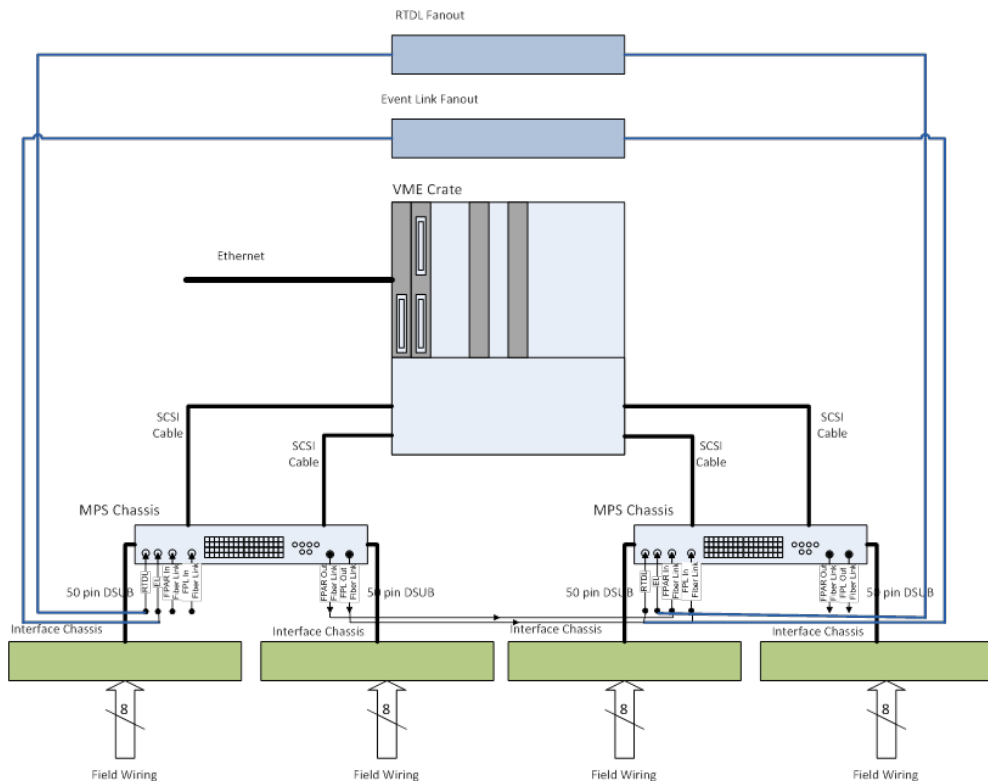 RTDL Fanout
Event Link Fanout
VME Crate
Ethernet
SCSI
Cable
SCSI
Cable
SCSI
Cable
SCSI
Cable
MPS Chassis
MPS Chassis
RTDL
EL
FPAR In
Fiber Link
FPL In
Fiber Link
FPAR Out
Fiber Link
FPL Out
Fiber Link
RTDL
EL
FPAR In
Fiber Link
FPL In
Fiber Link
FPAR Out
Fiber Link
FPL Out
Fiber Link
50 pin DSUB
50 pin DSUB
50 pin DSUB
50 pin DSUB
Interface Chassis
Interface Chassis
Interface Chassis
Interface Chassis
8
8
8
8
Field Wiring
Field Wiring
Field Wiring
Field Wiring